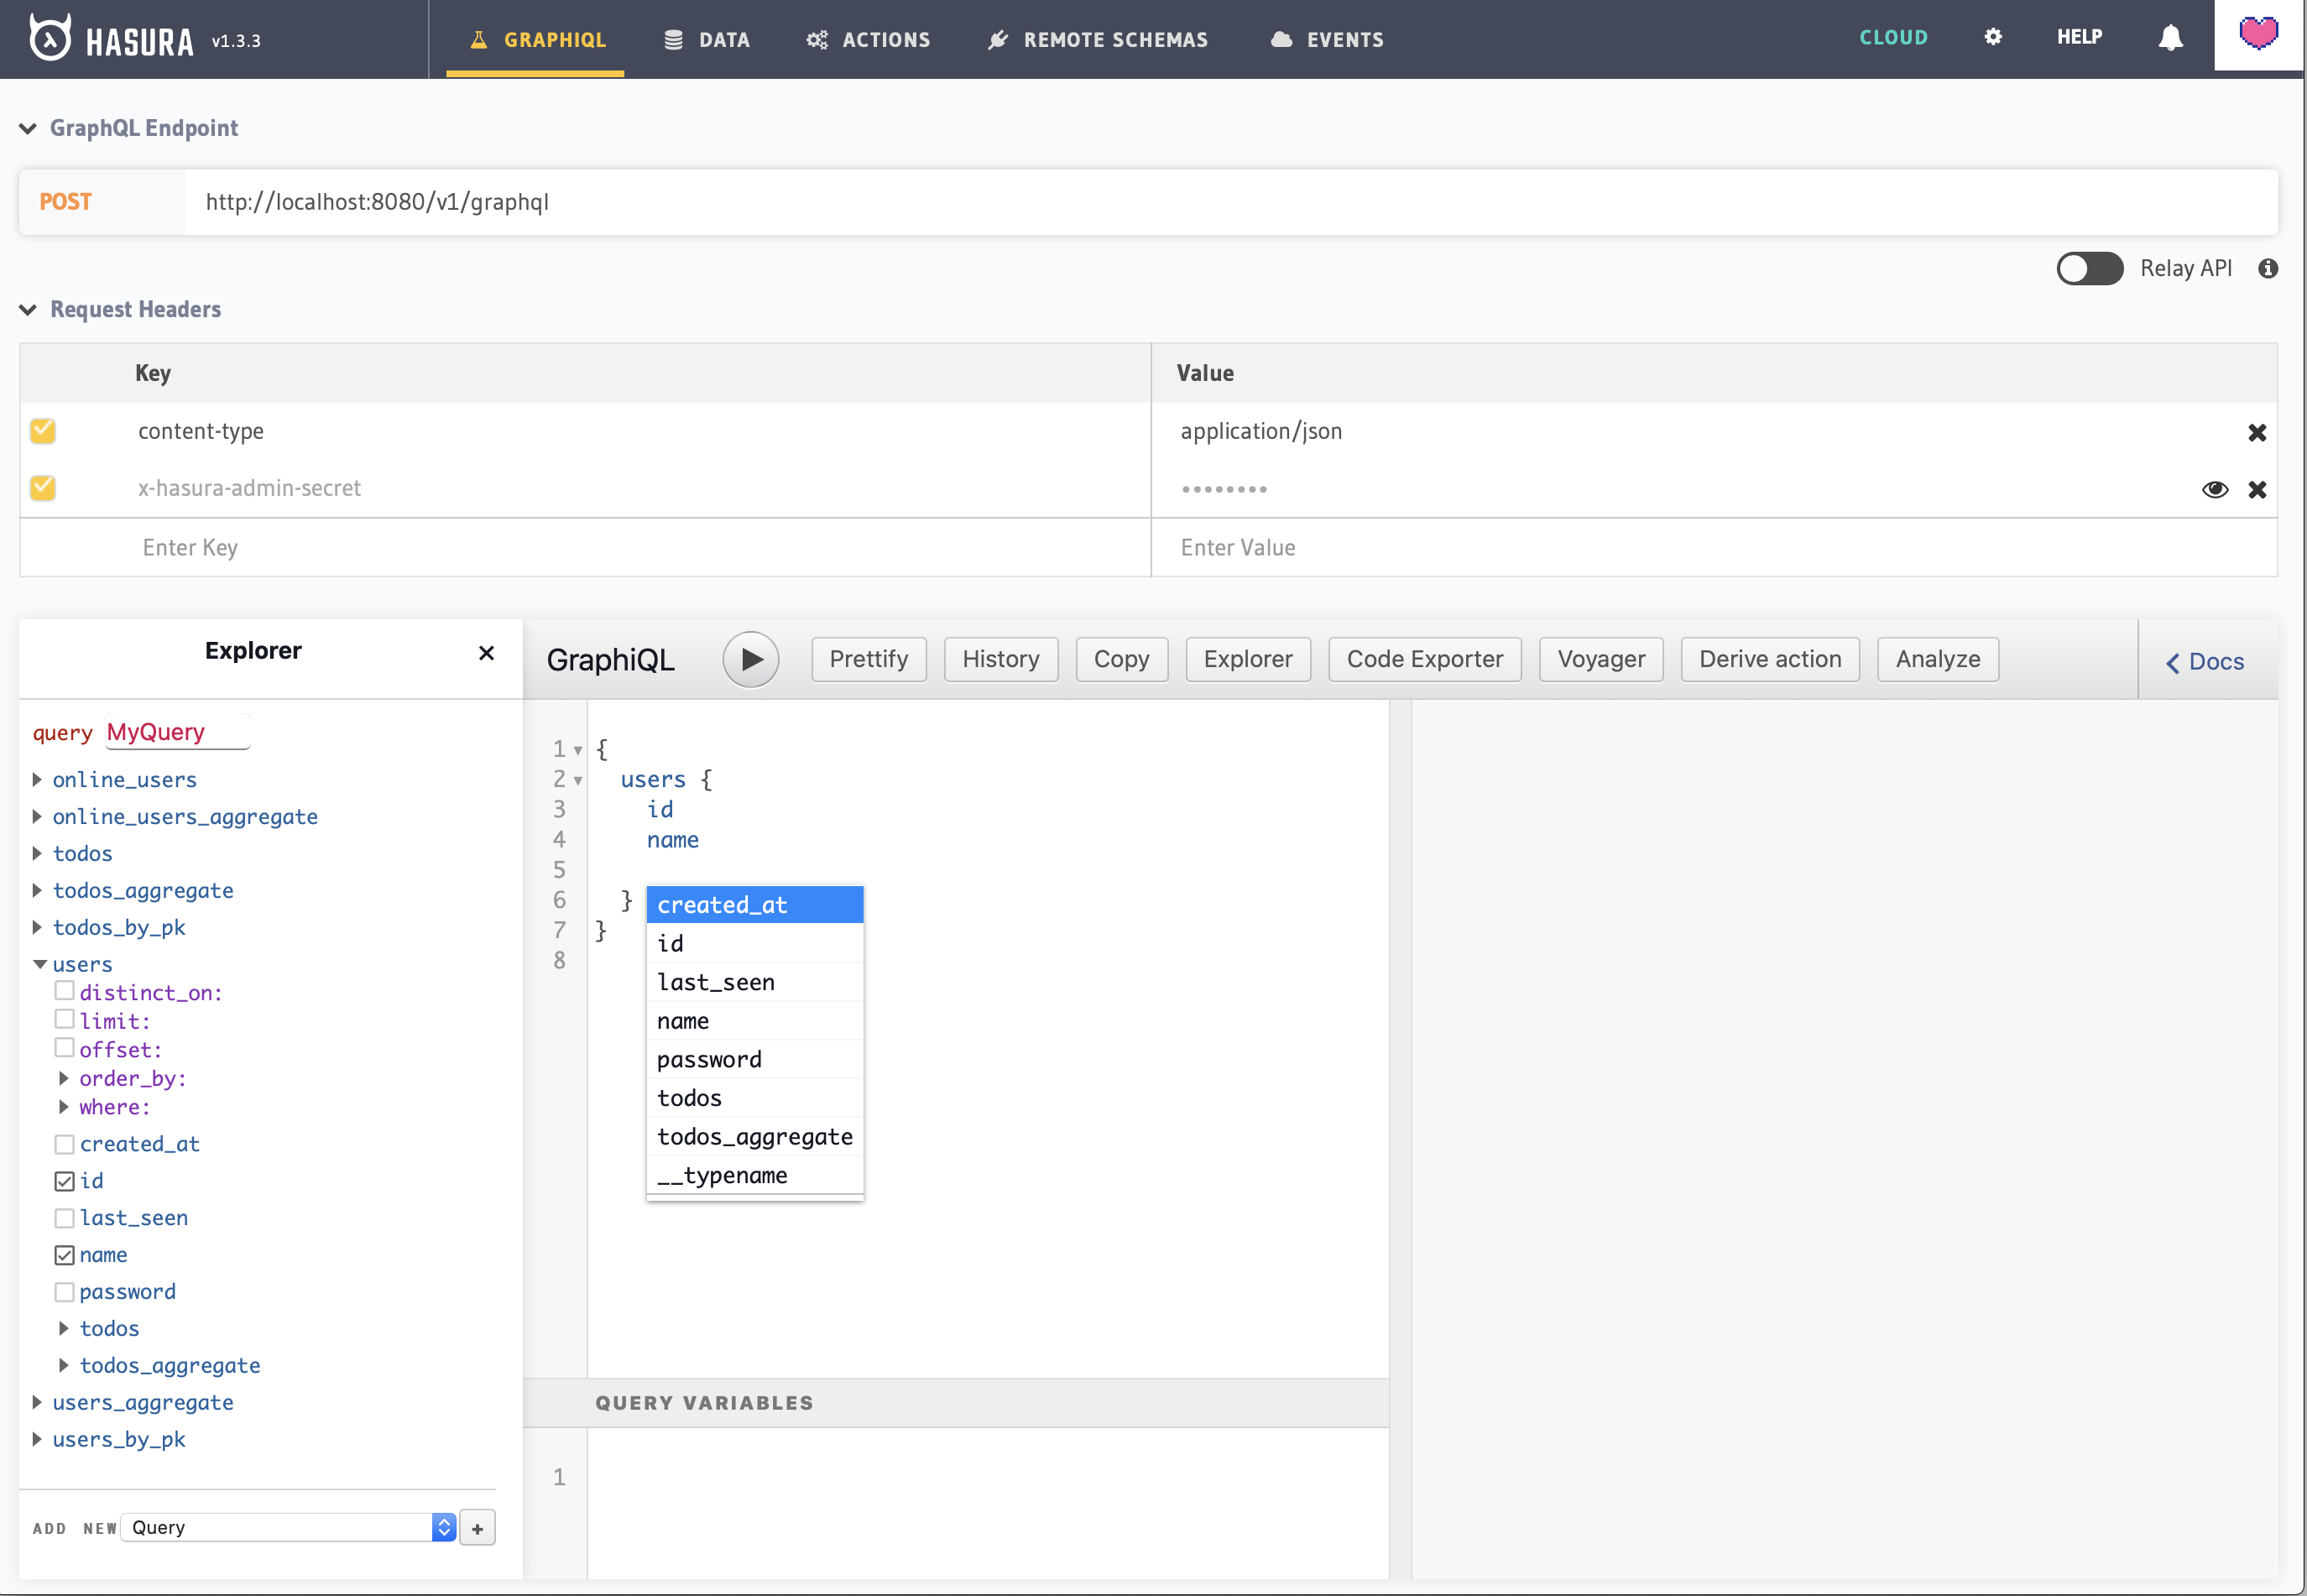 HASURA v1.3.3
GRAPHIQL
DATA
ACTIONS
REMOTE SCHEMAS
EVENTS
CLOUD
HELP
GraphQL Endpoint
POST http://localhost:8080/v1/graphql
Relay API
Request Headers
Key Value
content-type application/json
x-hasura-admin-secret ••••••••
Enter Key Enter Value
Explorer
GraphiQL
Prettify
History
Copy
Explorer
Code Exporter
Voyager
Derive action
Analyze
Docs
query MyQuery
online_users
online_users_aggregate
todos
todos_aggregate
todos_by_pk
users
distinct_on:
limit:
offset:
order_by:
where:
created_at
id
last_seen
name
password
todos
todos_aggregate
users_aggregate
users_by_pk
ADD NEW Query +
1 {
2 users {
3 id
4 name
5
6 }
7 }
8
created_at
id
last_seen
name
password
todos
todos_aggregate
__typename
QUERY VARIABLES
1